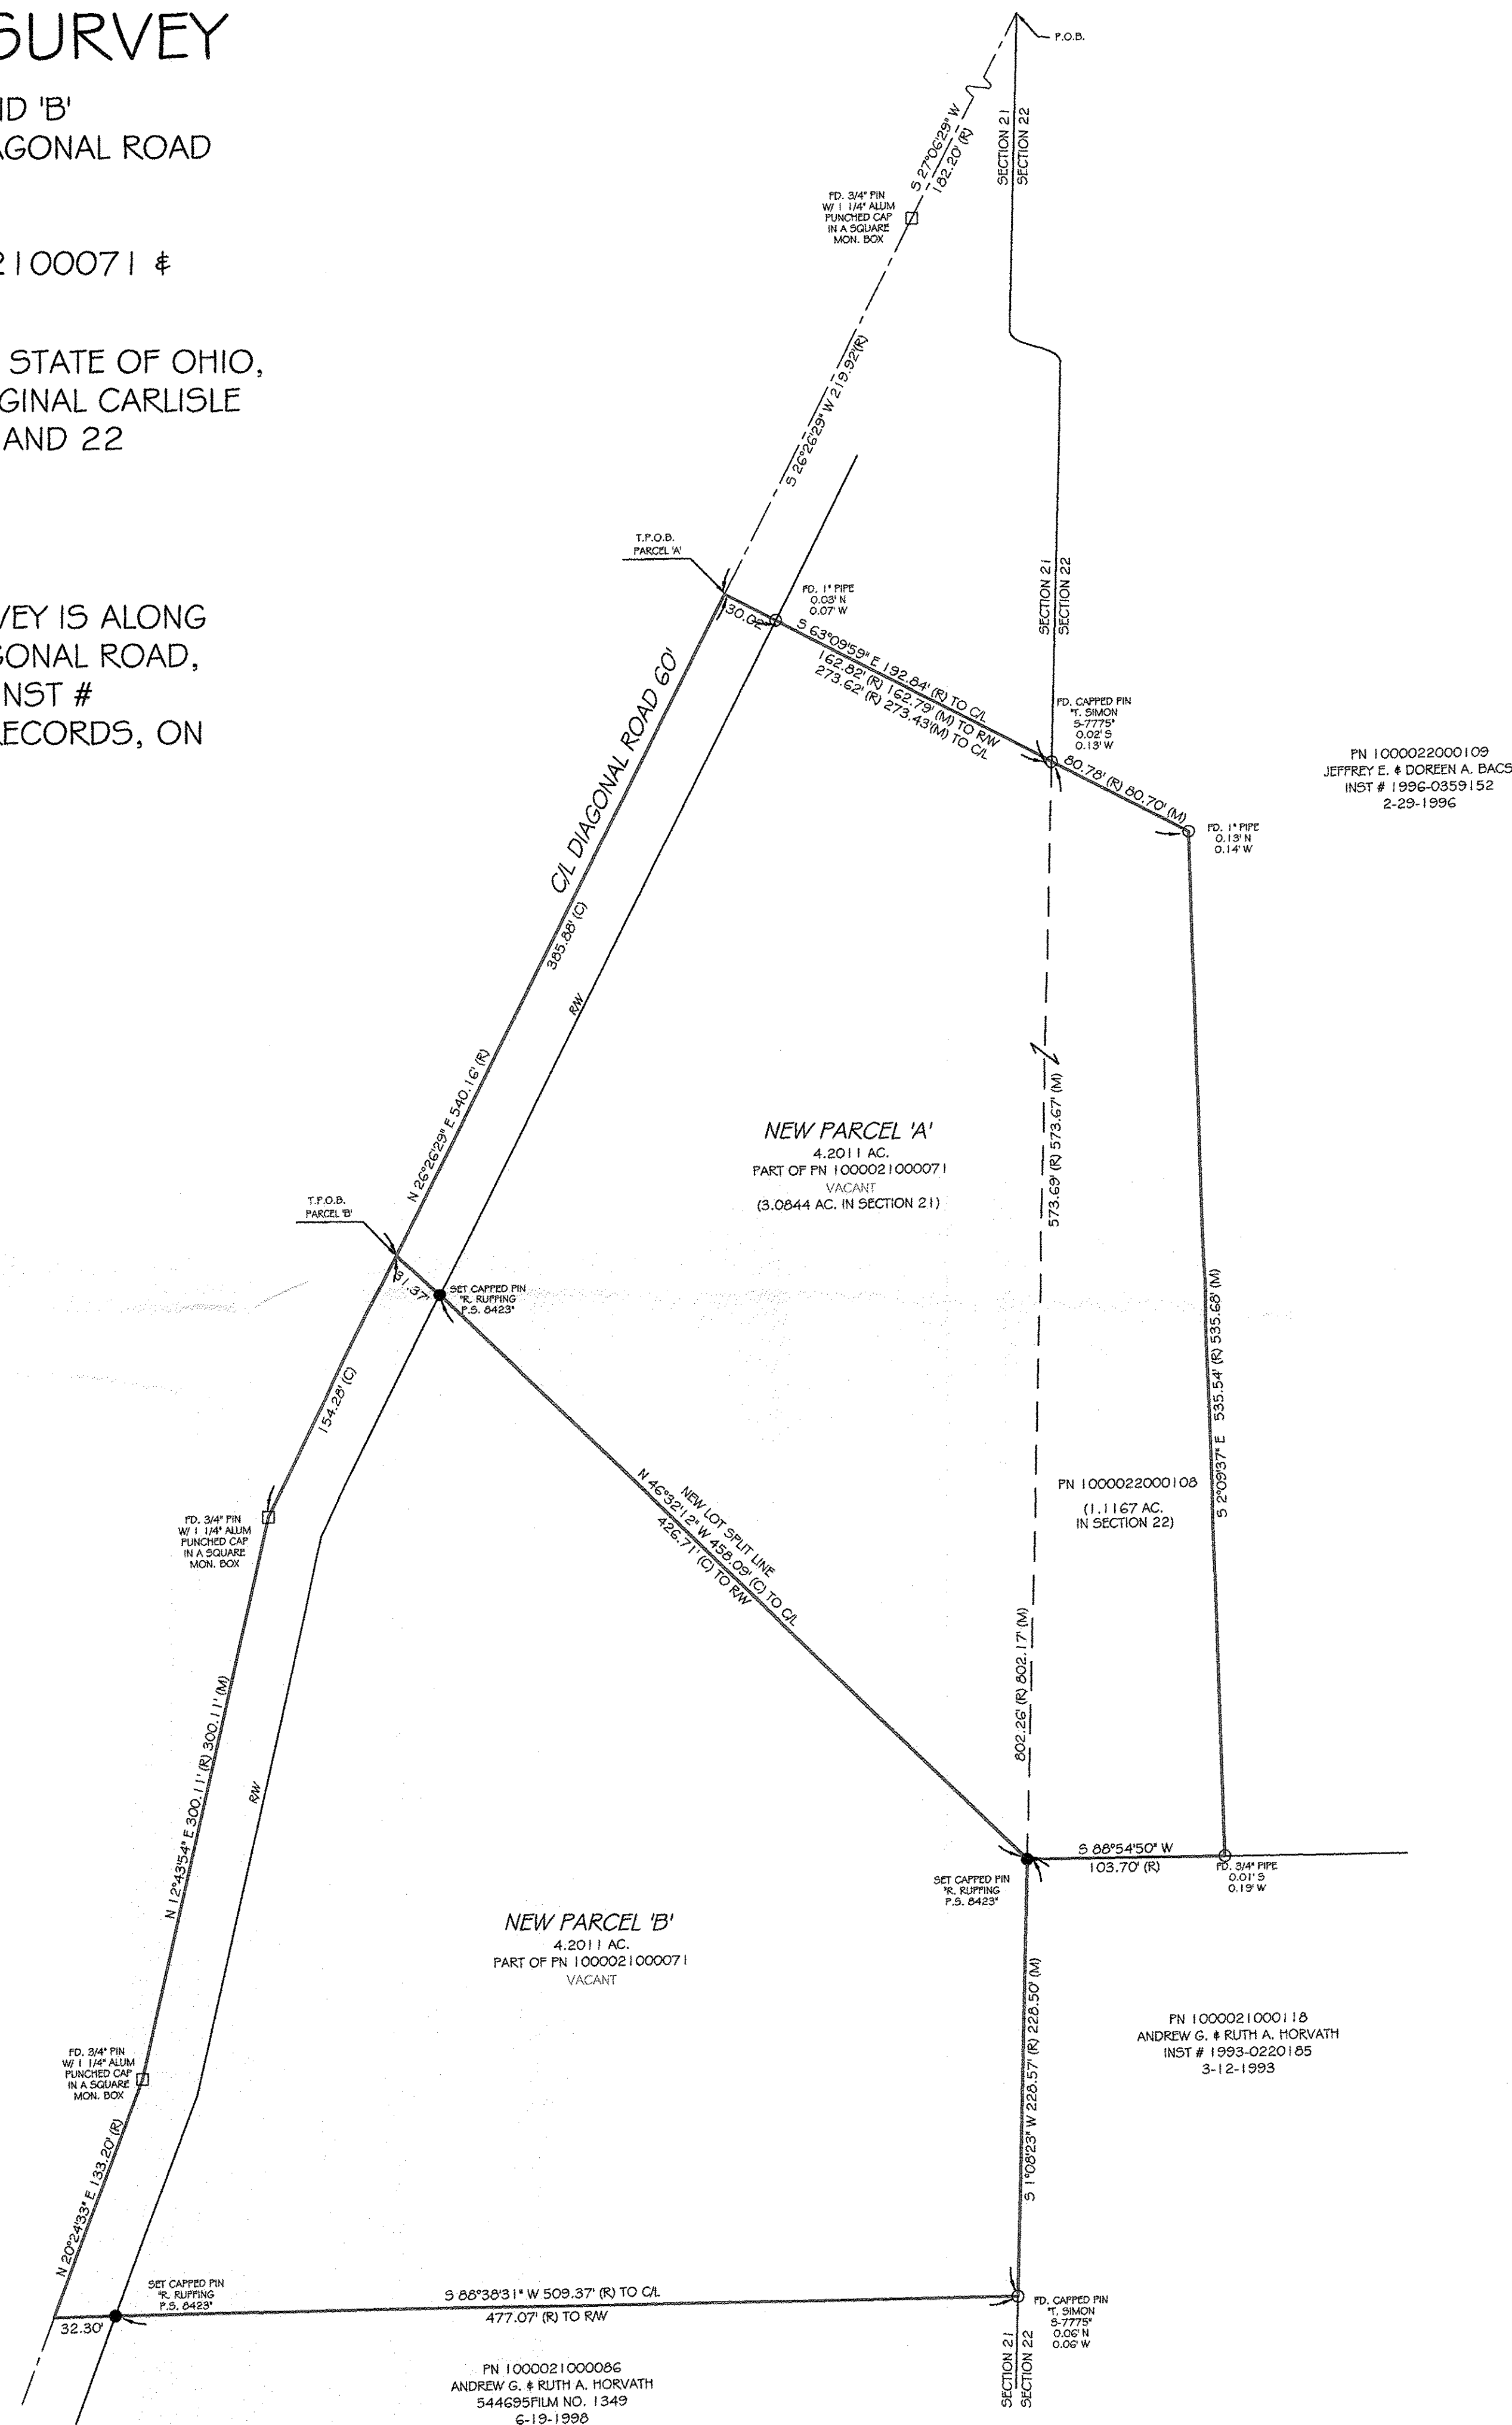 SURVEY
ID 'B'
AGONAL ROAD
2100071 &
STATE OF OHIO,
GINAL CARLISLE
AND 22
VEY IS ALONG
GONAL ROAD,
INST #
RECORDS, ON
P.O.B.
S 27°06'29" W
182.20' (R)
SECTION 21
SECTION 22
FD. 3/4" PIN
W/ 1 1/4" ALUM
PUNCHED CAP
IN A SQUARE
MON. BOX
S 26°26'29" W 219.92'(R)
T.P.O.B.
PARCEL 'A'
30.02'
FD. 1" PIPE
0.03' N
0.07' W
SECTION 21
SECTION 22
S 63°09'59" E 192.84' (R) TO C/L
162.82' (R) 162.79' (M) TO R/W
273.62' (R) 273.43'(M) TO C/L
FD. CAPPED PIN
"T. SIMON
S-7775"
0.02' S
0.13' W
80.78' (R) 80.70' (M)
FD. 1" PIPE
0.13' N
0.14' W
PN 1000022000109
JEFFREY E. & DOREEN A. BACS
INST # 1996-0359152
2-29-1996
C/L DIAGONAL ROAD 60'
385.88' (C)
R/W
N 26°26'29" E 540.16' (R)
573.69' (R) 573.67' (M)
NEW PARCEL 'A'
4.2011 AC.
PART OF PN 1000021000071
VACANT
(3.0844 AC. IN SECTION 21)
T.P.O.B.
PARCEL 'B'
31.37'
SET CAPPED PIN
"R. RUFFING
P.S. 8423"
154.28' (C)
S 2°09'37" E 535.54' (R) 535.68' (M)
NEW LOT SPLIT LINE
N 46°32'12" W 458.09' (C) TO C/L
426.71' (C) TO R/W
PN 1000022000108
(1.1167 AC.
IN SECTION 22)
FD. 3/4" PIN
W/ 1 1/4" ALUM
PUNCHED CAP
IN A SQUARE
MON. BOX
802.26' (R) 802.17' (M)
N 12°43'54" E 300.11' (R) 300.11' (M)
R/W
S 88°54'50" W
103.70' (R)
FD. 3/4" PIPE
0.01' S
0.19' W
SET CAPPED PIN
"R. RUFFING
P.S. 8423"
NEW PARCEL 'B'
4.2011 AC.
PART OF PN 1000021000071
VACANT
S 1°08'23" W 228.57' (R) 228.50' (M)
PN 1000021000118
ANDREW G. & RUTH A. HORVATH
INST # 1993-0220185
3-12-1993
FD. 3/4" PIN
W/ 1 1/4" ALUM
PUNCHED CAP
IN A SQUARE
MON. BOX
N 20°24'33" E 133.20' (R)
SET CAPPED PIN
"R. RUFFING
P.S. 8423"
32.30'
S 88°38'31" W 509.37' (R) TO C/L
477.07' (R) TO R/W
FD. CAPPED PIN
"T. SIMON
S-7775"
0.06' N
0.06' W
SECTION 21
SECTION 22
PN 1000021000086
ANDREW G. & RUTH A. HORVATH
544695FILM NO. 1349
6-19-1998